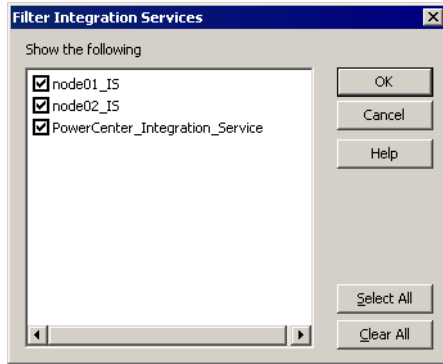 Filter Integration Services
Show the following
node01_IS
node02_IS
PowerCenter_Integration_Service
OK
Cancel
Help
Select All
Clear All